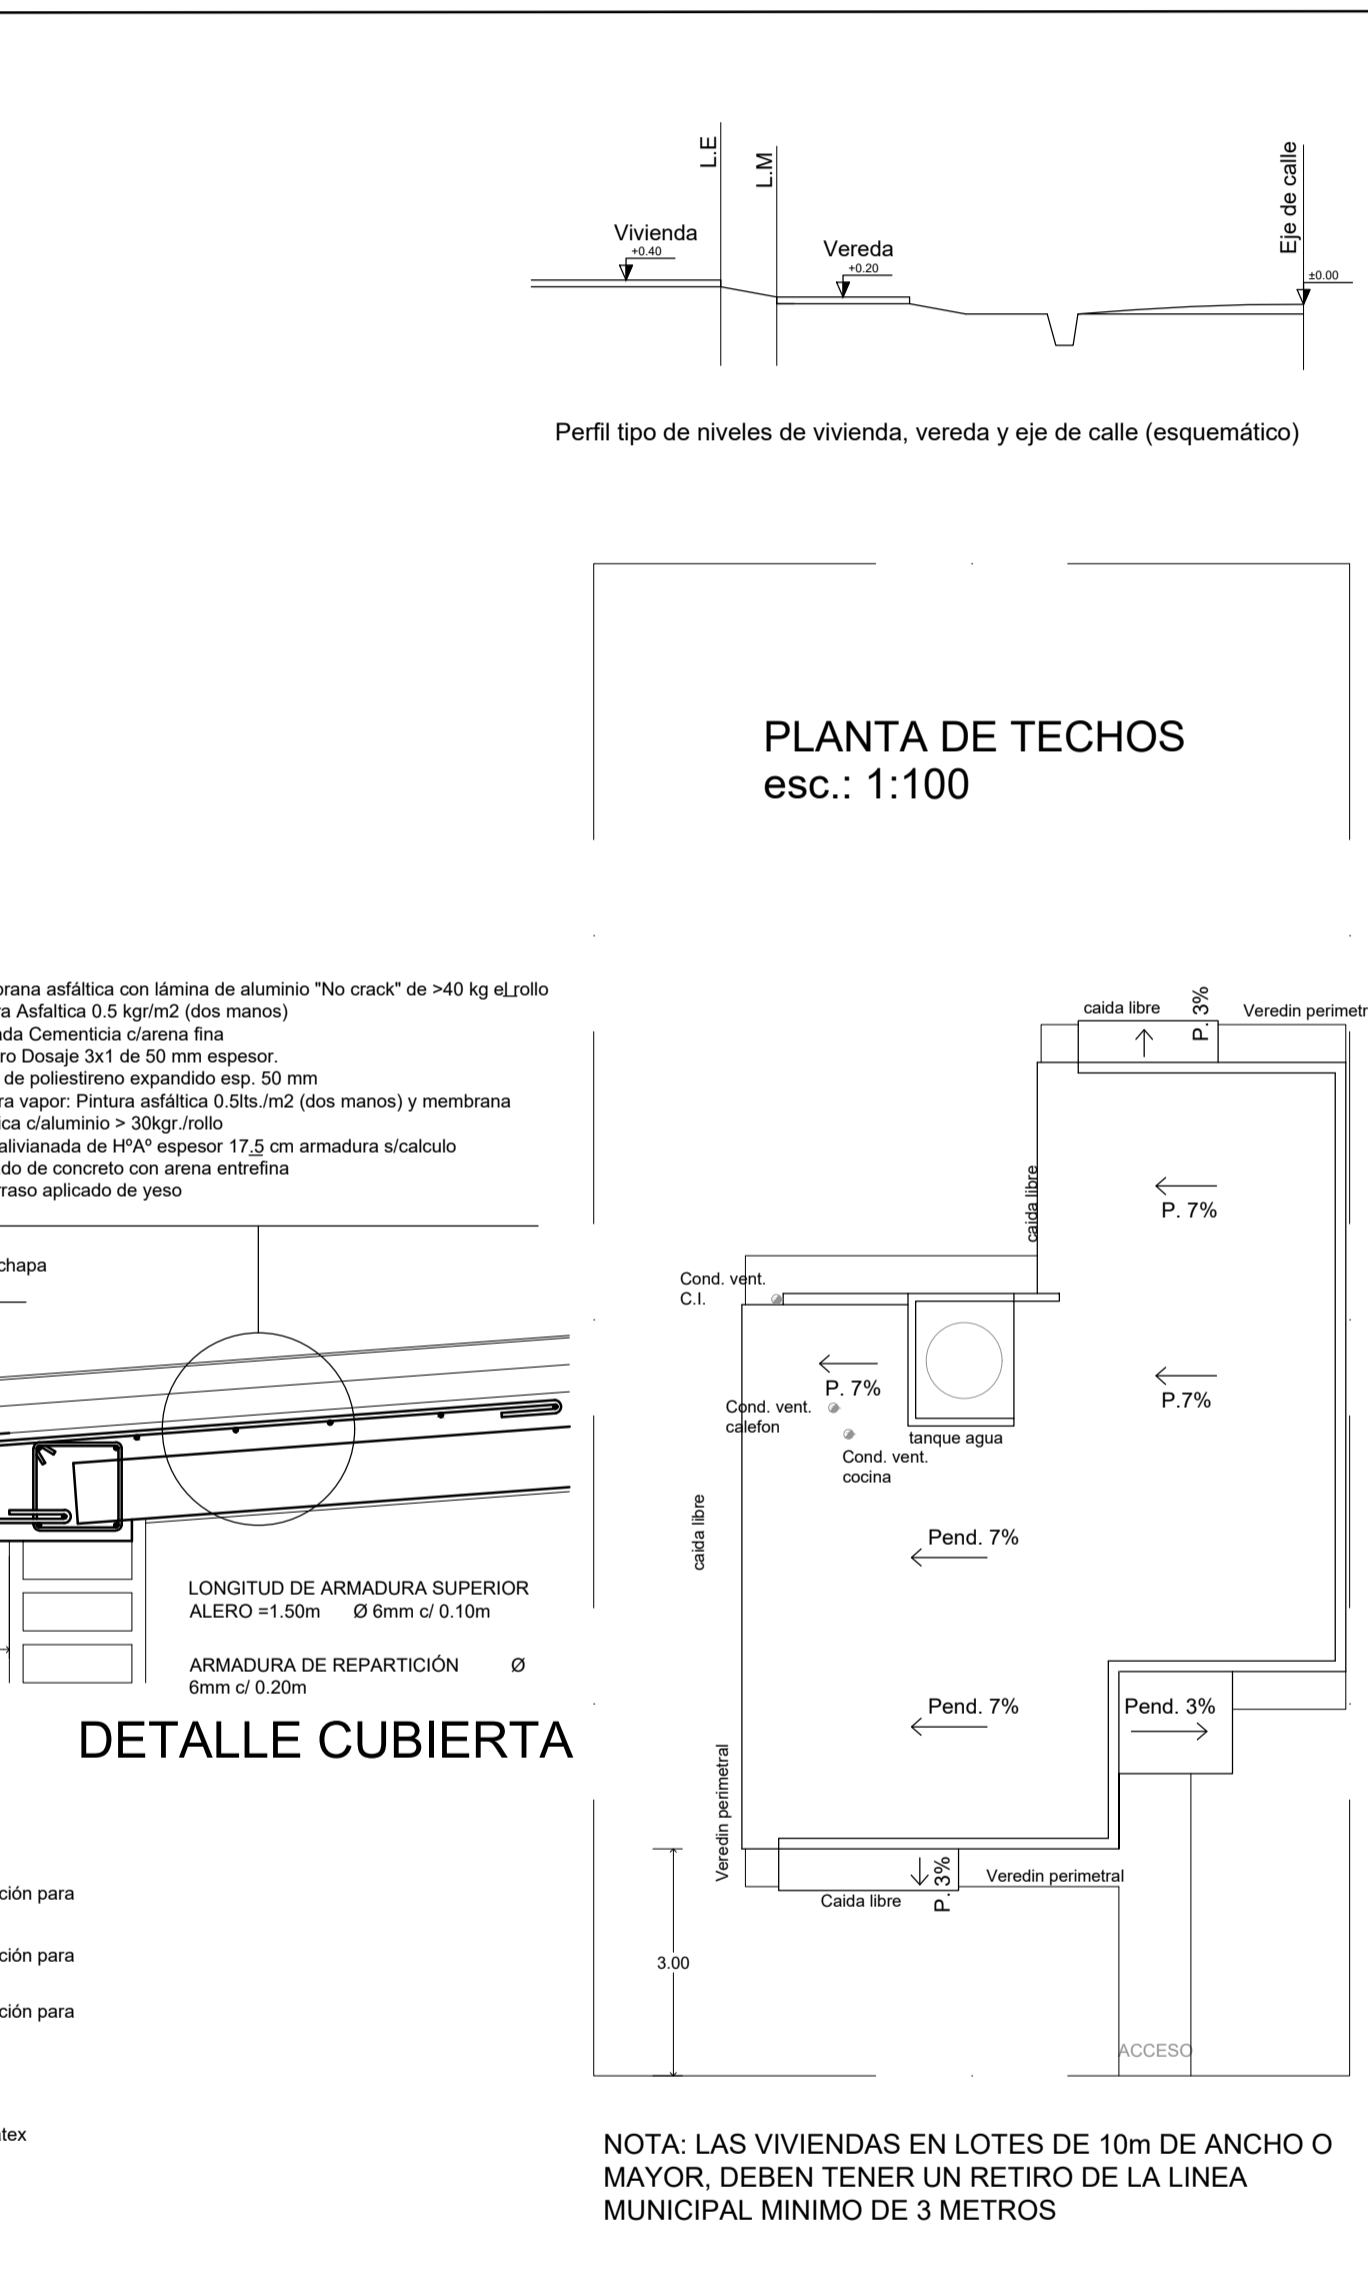 L.E
L.M
Eje de calle
Vivienda
+0.40
Vereda
+0.20
±0.00
Perfil tipo de niveles de vivienda, vereda y eje de calle (esquemático)
PLANTA DE TECHOS
esc.: 1:100
brana asfáltica con lámina de aluminio "No crack" de >40 kg el rollo
a Asfaltica 0.5 kgr/m2 (dos manos)
da Cementicia c/arena fina
ro Dosaje 3x1 de 50 mm espesor.
de poliestireno expandido esp. 50 mm
ra vapor: Pintura asfáltica 0.5lts./m2 (dos manos) y membrana
ica c/aluminio > 30kgr./rollo
alivianada de HºAº espesor 17.5 cm armadura s/calculo
do de concreto con arena entrefina
raso aplicado de yeso
chapa
LONGITUD DE ARMADURA SUPERIOR
ALERO =1.50m Ø 6mm c/ 0.10m
ARMADURA DE REPARTICIÓN Ø
6mm c/ 0.20m
DETALLE CUBIERTA
ción para
ción para
ción para
tex
caida libre
P. 3%
Veredin perimetr
caida libre
P. 7%
Cond. vent.
C.I.
P. 7%
P.7%
Cond. vent.
calefon
tanque agua
Cond. vent.
cocina
caida libre
Pend. 7%
Pend. 7%
Pend. 3%
Veredin perimetral
Caida libre
P. 3%
Veredin perimetral
3.00
ACCESO
NOTA: LAS VIVIENDAS EN LOTES DE 10m DE ANCHO O
MAYOR, DEBEN TENER UN RETIRO DE LA LINEA
MUNICIPAL MINIMO DE 3 METROS